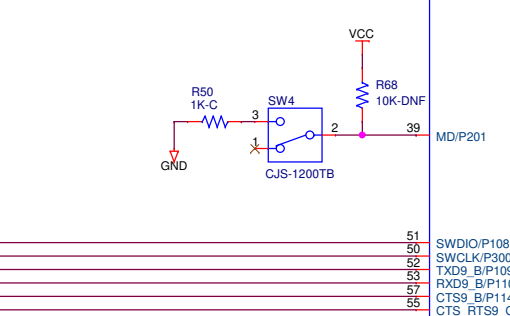 VCC
R50
1K-C
R68
10K-DNF
SW4
3
1
2
39
MD/P201
GND
CJS-1200TB
51
SWDIO/P108
50
SWCLK/P300
52
TXD9_B/P109
53
RXD9_B/P110
57
CTS9_B/P114
55
CTS_RTS9_